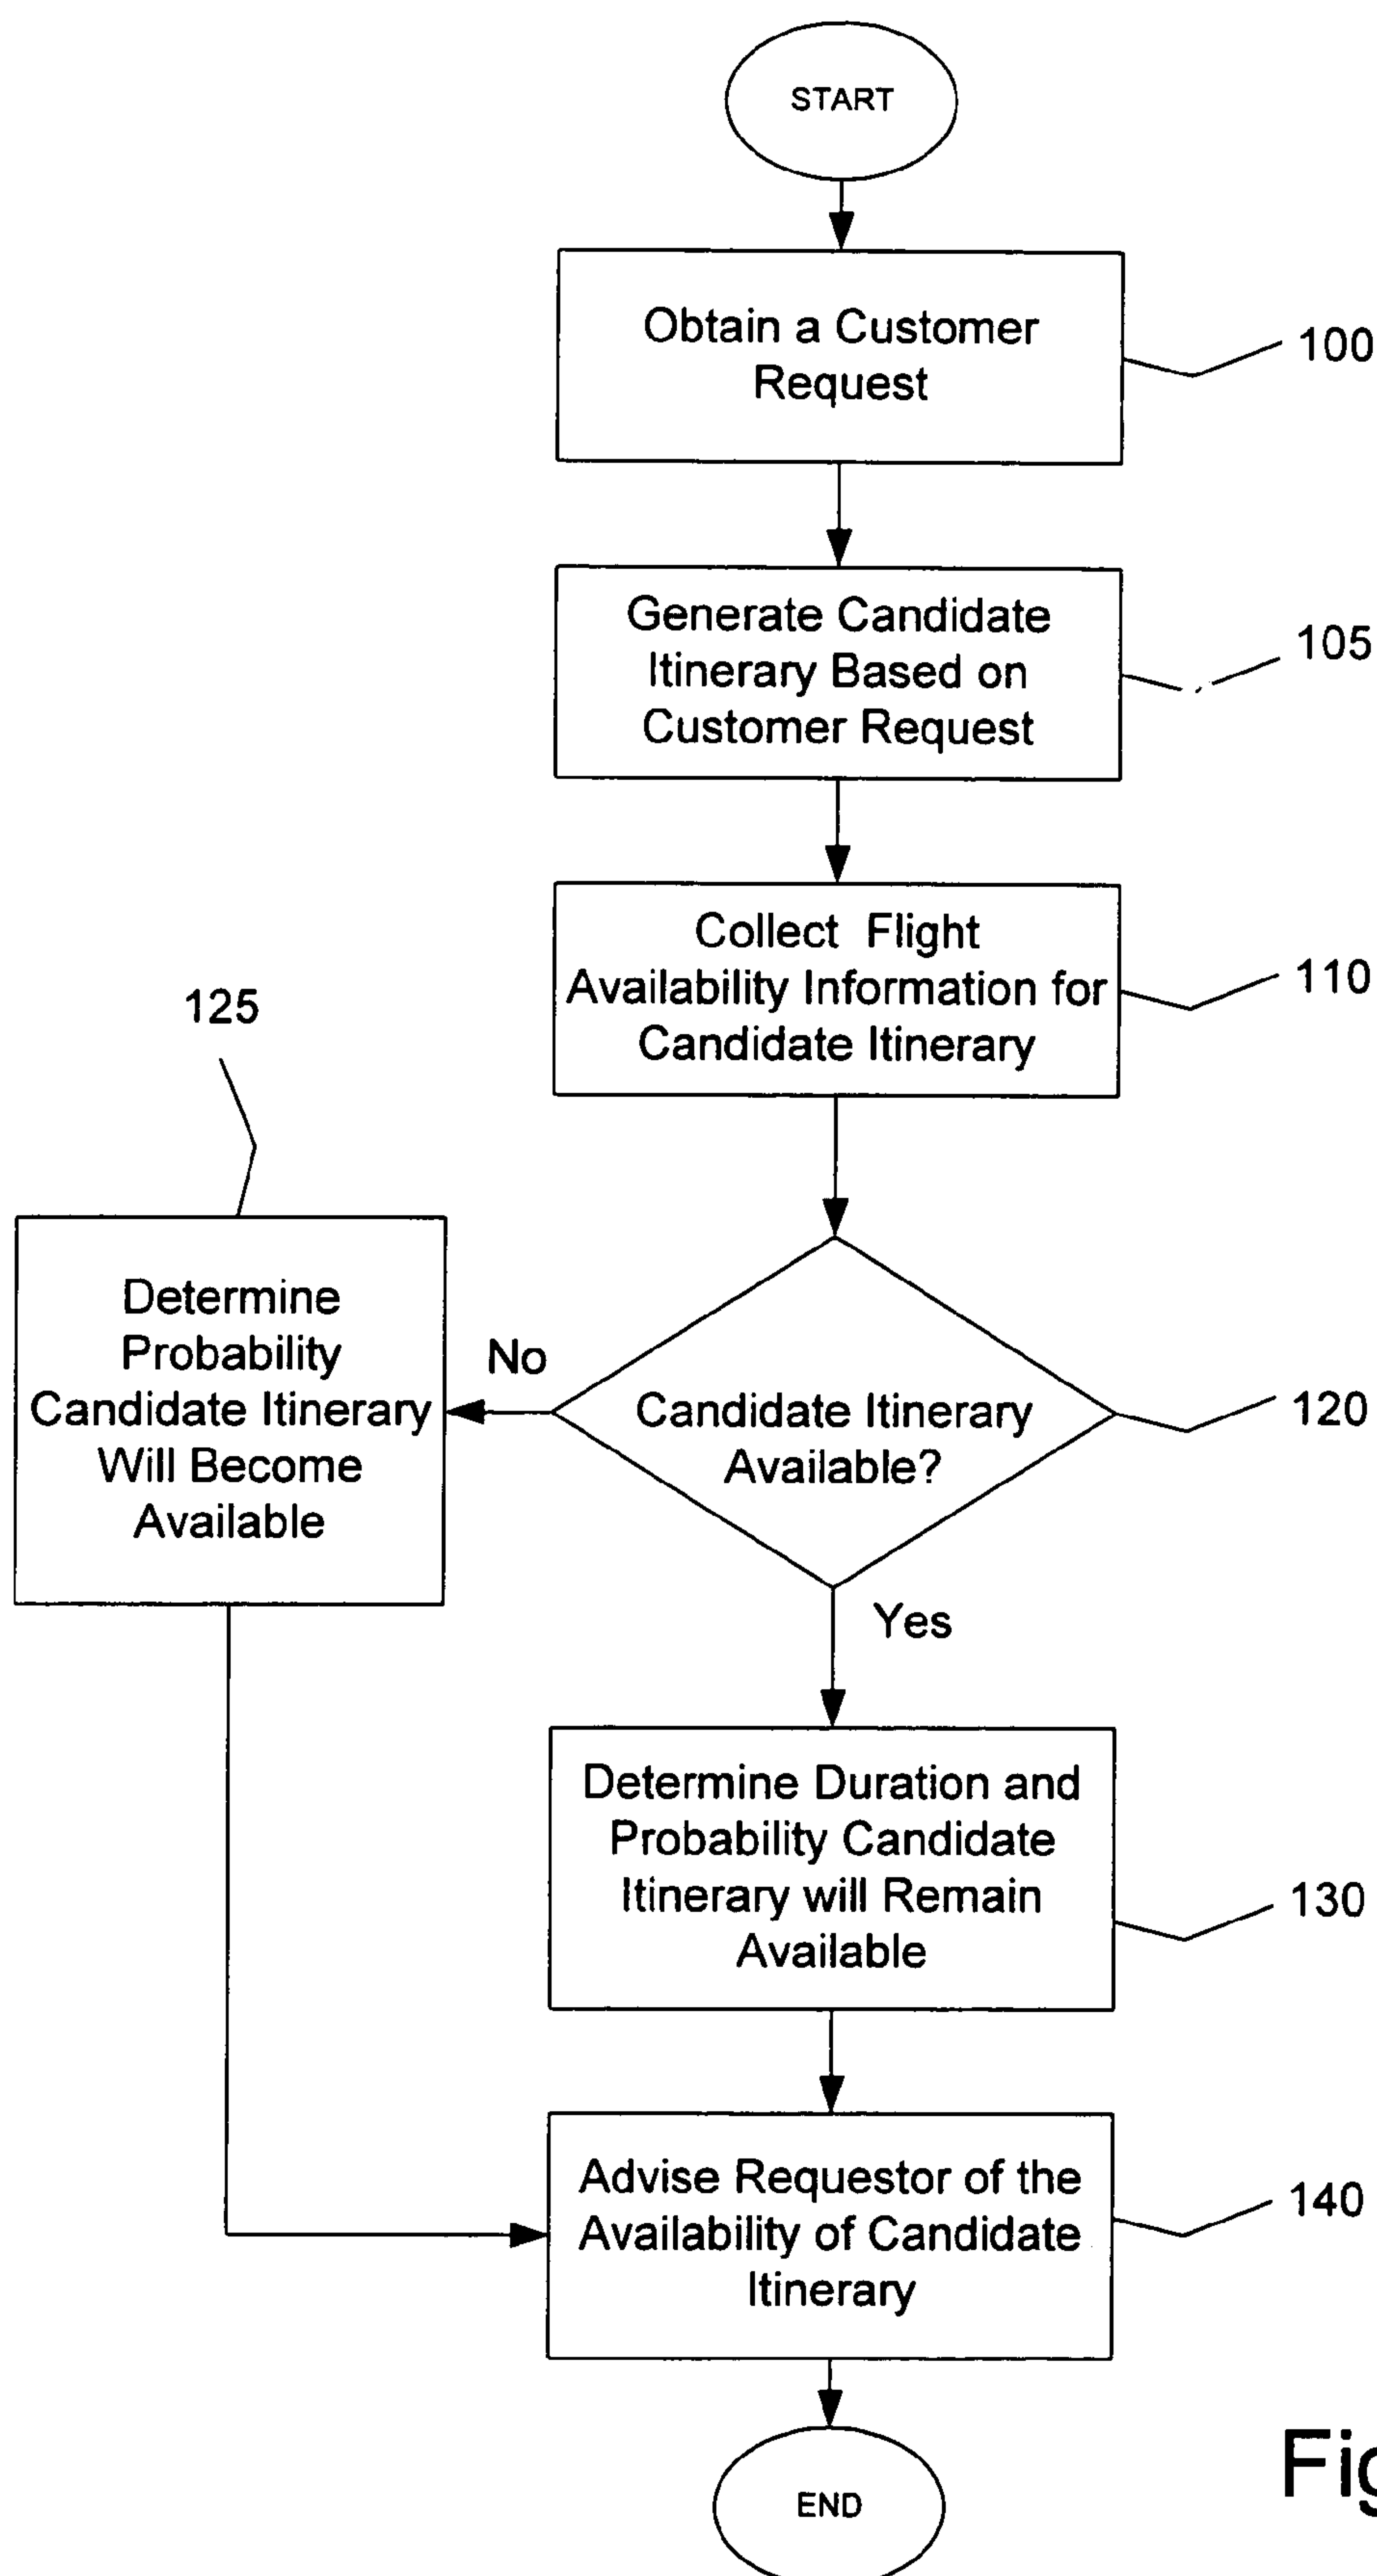 START
Obtain a Customer
Request
100
Generate Candidate
Itinerary Based on
Customer Request
105
Collect Flight
Availability Information for
Candidate Itinerary
110
125
Determine
Probability
Candidate Itinerary
Will Become
Available
No
Candidate Itinerary
Available?
120
Yes
Determine Duration and
Probability Candidate
Itinerary will Remain
Available
130
Advise Requestor of the
Availability of Candidate
Itinerary
140
END